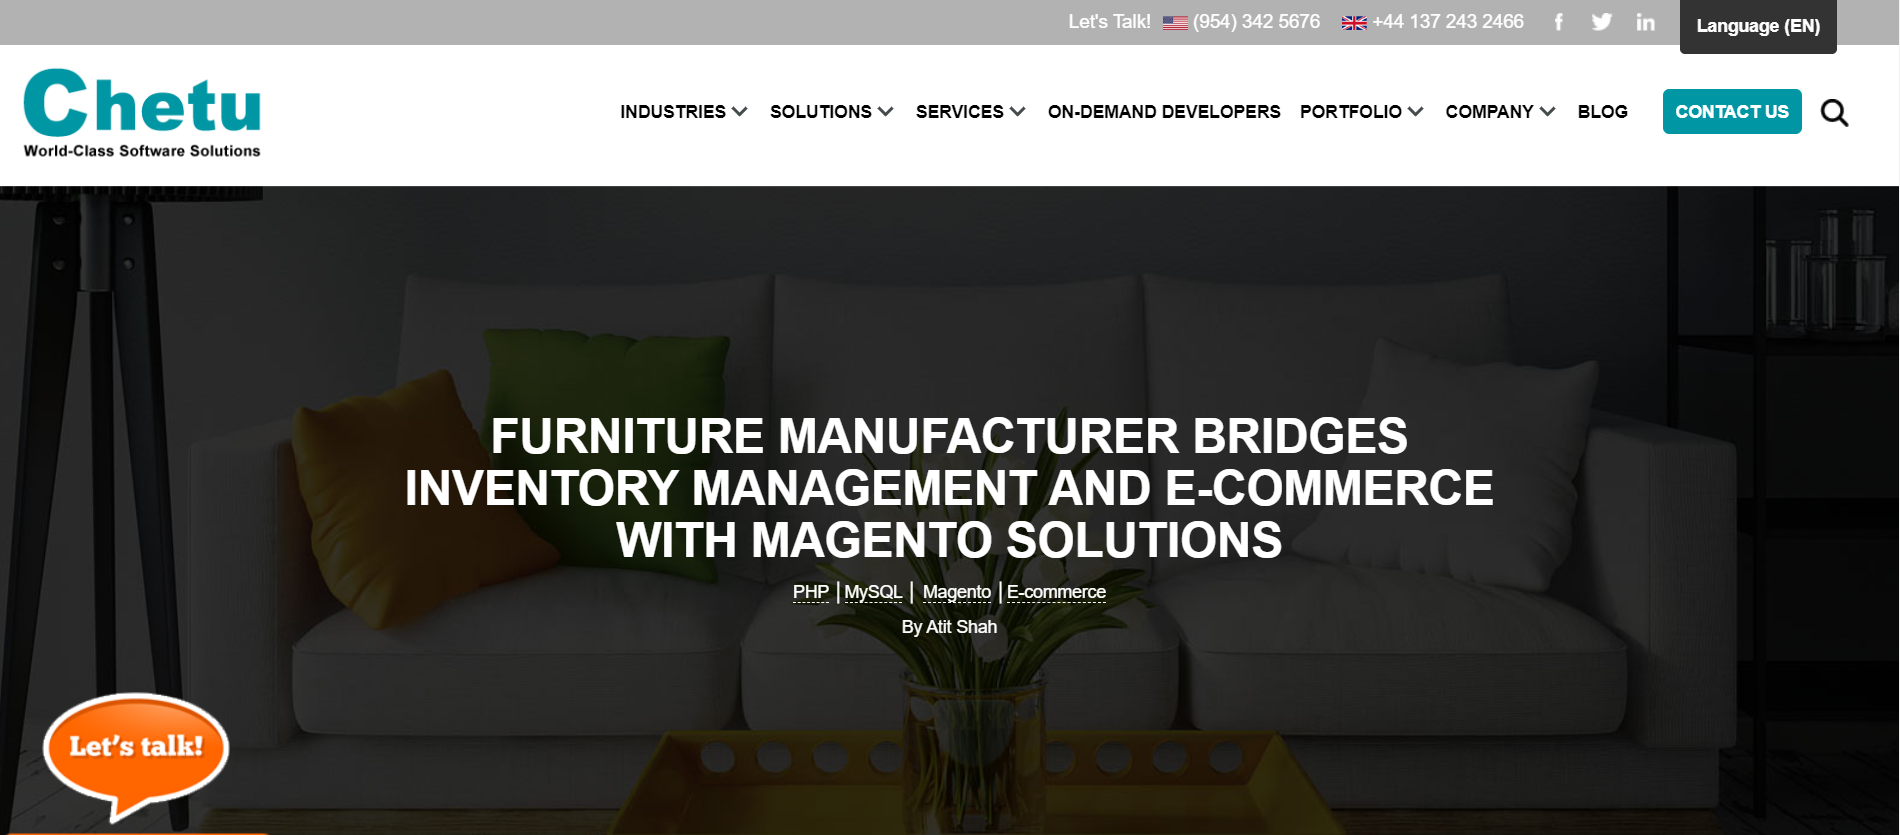 Let's Talk! (954) 342 5676 +44 137 243 2466 Language (EN)
Chetu
World-Class Software Solutions
INDUSTRIES SOLUTIONS SERVICES ON-DEMAND DEVELOPERS PORTFOLIO COMPANY BLOG CONTACT US
FURNITURE MANUFACTURER BRIDGES
INVENTORY MANAGEMENT AND E-COMMERCE
WITH MAGENTO SOLUTIONS
PHP | MySQL | Magento | E-commerce
By Atit Shah
Let's talk!